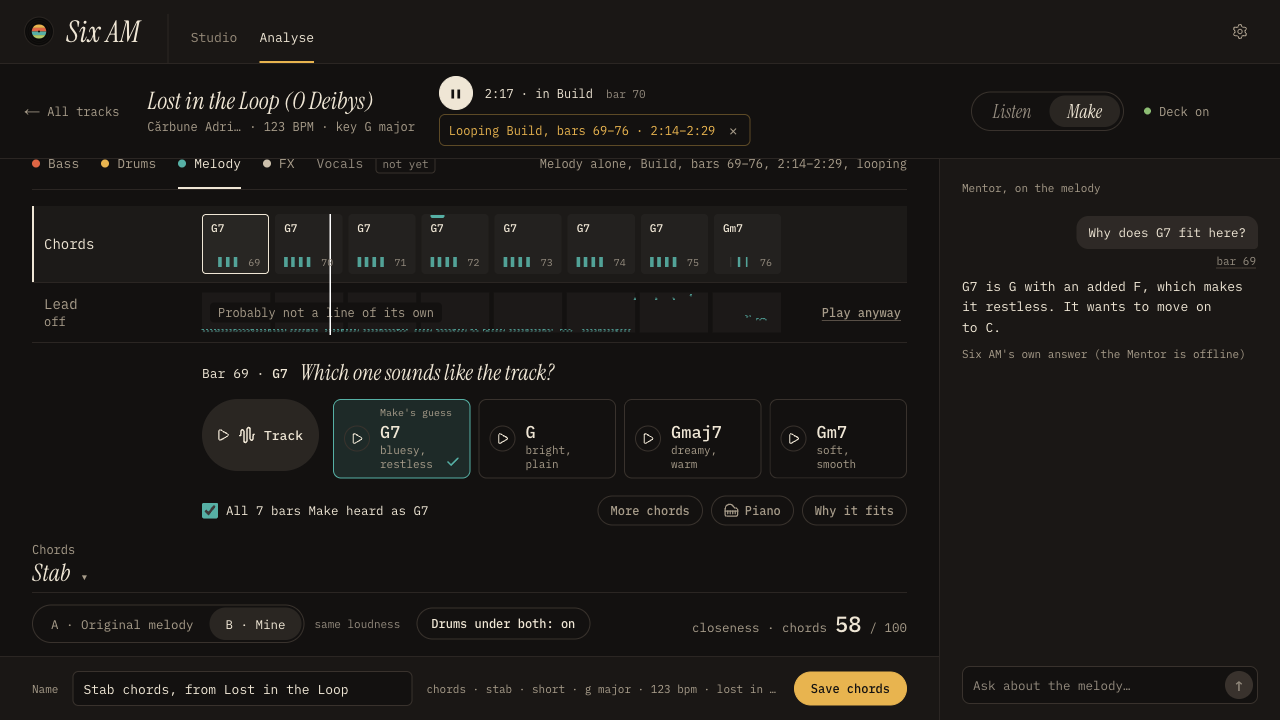 Six AM
Studio
Analyse
← All tracks
Lost in the Loop (O Deibys)
Cărbune Adri… · 123 BPM · key G major
2:17 · in Build bar 70
Looping Build, bars 69–76 · 2:14–2:29 ×
Listen
Make
Deck on
Bass
Drums
Melody
FX
Vocals not yet
Melody alone, Build, bars 69–76, 2:14–2:29, looping
Chords
G7 G7 G7 G7 G7 G7 G7 Gm7
69 70 71 72 73 74 75 76
Lead
off
Probably not a line of its own
Play anyway
Bar 69 · G7 Which one sounds like the track?
Track
Make's guess
G7
bluesy,
restless
G
bright,
plain
Gmaj7
dreamy,
warm
Gm7
soft,
smooth
All 7 bars Make heard as G7
More chords
Piano
Why it fits
Chords
Stab ▾
A · Original melody
B · Mine
same loudness
Drums under both: on
closeness · chords 58 / 100
Name
Stab chords, from Lost in the Loop
chords · stab · short · g major · 123 bpm · lost in …
Save chords
Mentor, on the melody
Why does G7 fit here?
bar 69
G7 is G with an added F, which makes
it restless. It wants to move on
to C.
Six AM's own answer (the Mentor is offline)
Ask about the melody…
↑